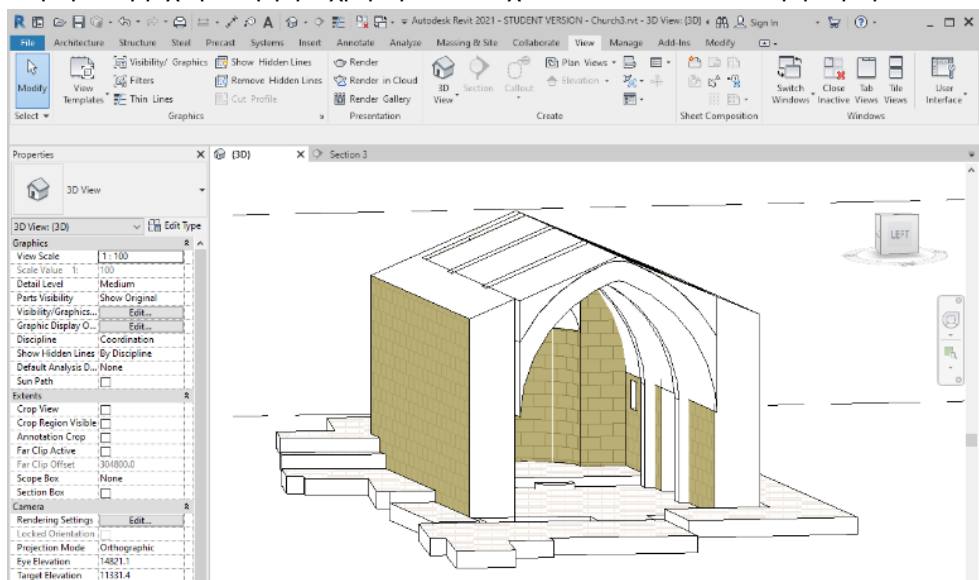 Autodesk Revit 2021 - STUDENT VERSION - Church3.rvt - 3D View: {3D}
Sign In
File Architecture Structure Steel Precast Systems Insert Annotate Analyze Massing & Site Collaborate View Manage Add-Ins Modify
Modify
View Templates
Visibility/ Graphics
Filters
Thin Lines
Show Hidden Lines
Remove Hidden Lines
Cut Profile
Render
Render in Cloud
Render Gallery
3D View
Section
Callout
Plan Views
Elevation
Switch Windows
Close Inactive
Tab Views
Tile Views
User Interface
Select Graphics Presentation Create Sheet Composition Windows
Properties
{3D} Section 3
3D View
3D View: {3D} Edit Type
Graphics
View Scale 1 : 100
Scale Value 1: 100
Detail Level Medium
Parts Visibility Show Original
Visibility/Graphics... Edit...
Graphic Display O... Edit...
Discipline Coordination
Show Hidden Lines By Discipline
Default Analysis D... None
Sun Path
Extents
Crop View
Crop Region Visible
Annotation Crop
Far Clip Active
Far Clip Offset 304800.0
Scope Box None
Section Box
Camera
Rendering Settings Edit...
Locked Orientation
Projection Mode Orthographic
Eye Elevation 14821.1
Target Elevation 11331.4
LEFT